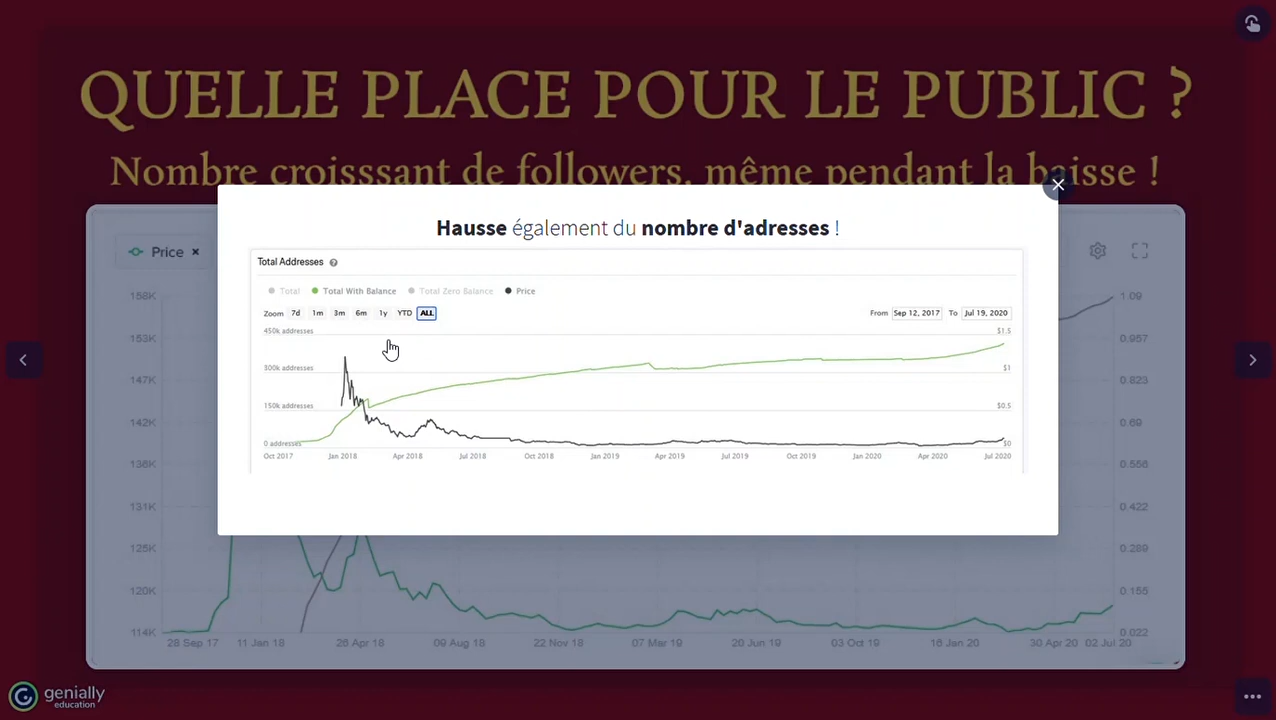 QUELLE PLACE POUR LE PUBLIC ?
Nombre croisssant de followers, même pendant la baisse !
Price ×
158K
153K
147K
142K
136K
131K
125K
120K
114K
1.09
0.957
0.823
0.69
0.556
0.422
0.289
0.155
0.022
28 Sep 17 11 Jan 18 26 Apr 18 09 Aug 18 22 Nov 18 07 Mar 19 20 Jun 19 03 Oct 19 16 Jan 20 30 Apr 20 02 Jul 20
Hausse également du nombre d'adresses !
Total Addresses ?
Total Total With Balance Total Zero Balance Price
Zoom 7d 1m 3m 6m 1y YTD ALL From Sep 12, 2017 To Jul 19, 2020
450k addresses $1.5
300k addresses $1
150k addresses $0.5
0 addresses $0
Oct 2017 Jan 2018 Apr 2018 Jul 2018 Oct 2018 Jan 2019 Apr 2019 Jul 2019 Oct 2019 Jan 2020 Apr 2020 Jul 2020
genially
education